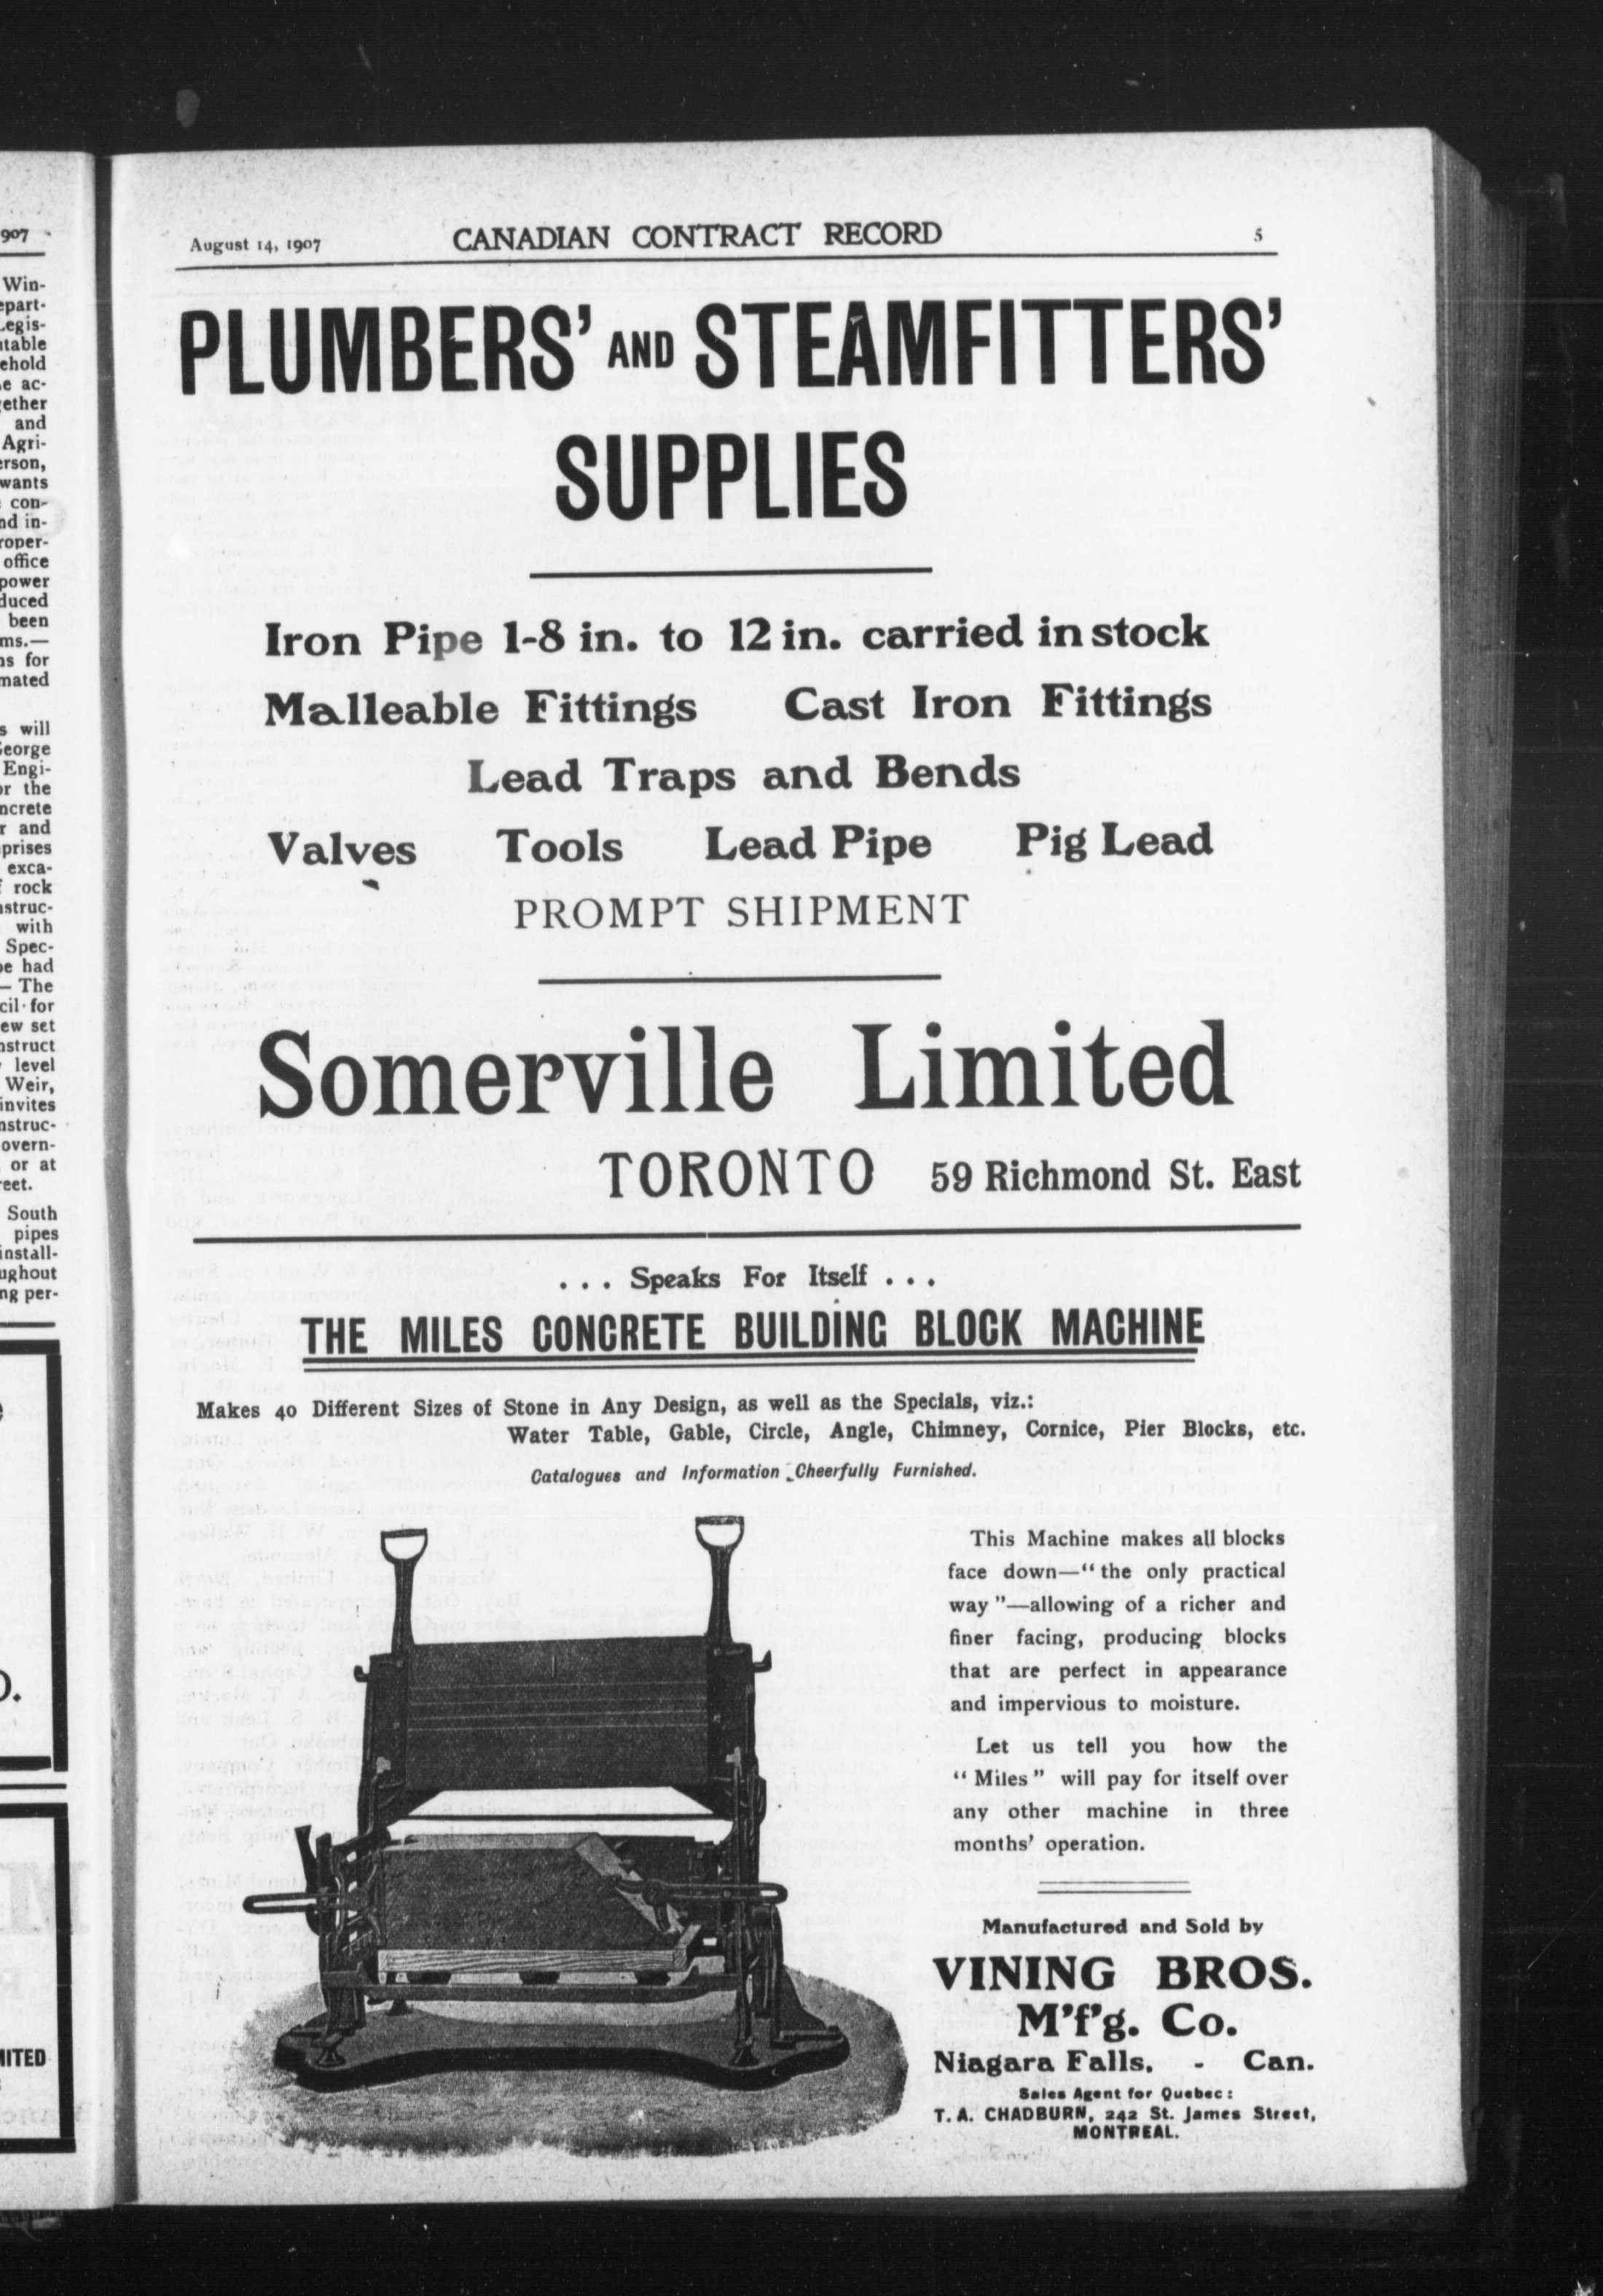 August 14, 1907 CANADIAN CONTRACT RECORD 5
PLUMBERS' AND STEAMFITTERS'
SUPPLIES
Iron Pipe 1-8 in. to 12 in. carried in stock
Malleable Fittings Cast Iron Fittings
Lead Traps and Bends
Valves Tools Lead Pipe Pig Lead
PROMPT SHIPMENT
Somerville Limited
TORONTO 59 Richmond St. East
. . . Speaks For Itself . . .
THE MILES CONCRETE BUILDING BLOCK MACHINE
Makes 40 Different Sizes of Stone in Any Design, as well as the Specials, viz.:
Water Table, Gable, Circle, Angle, Chimney, Cornice, Pier Blocks, etc.
Catalogues and Information Cheerfully Furnished.
This Machine makes all blocks
face down—"the only practical
way"—allowing of a richer and
finer facing, producing blocks
that are perfect in appearance
and impervious to moisture.
Let us tell you how the
"Miles" will pay for itself over
any other machine in three
months' operation.
Manufactured and Sold by
VINING BROS.
M'f'g. Co.
Niagara Falls, - Can.
Sales Agent for Quebec:
T. A. CHADBURN, 242 St. James Street,
MONTREAL.